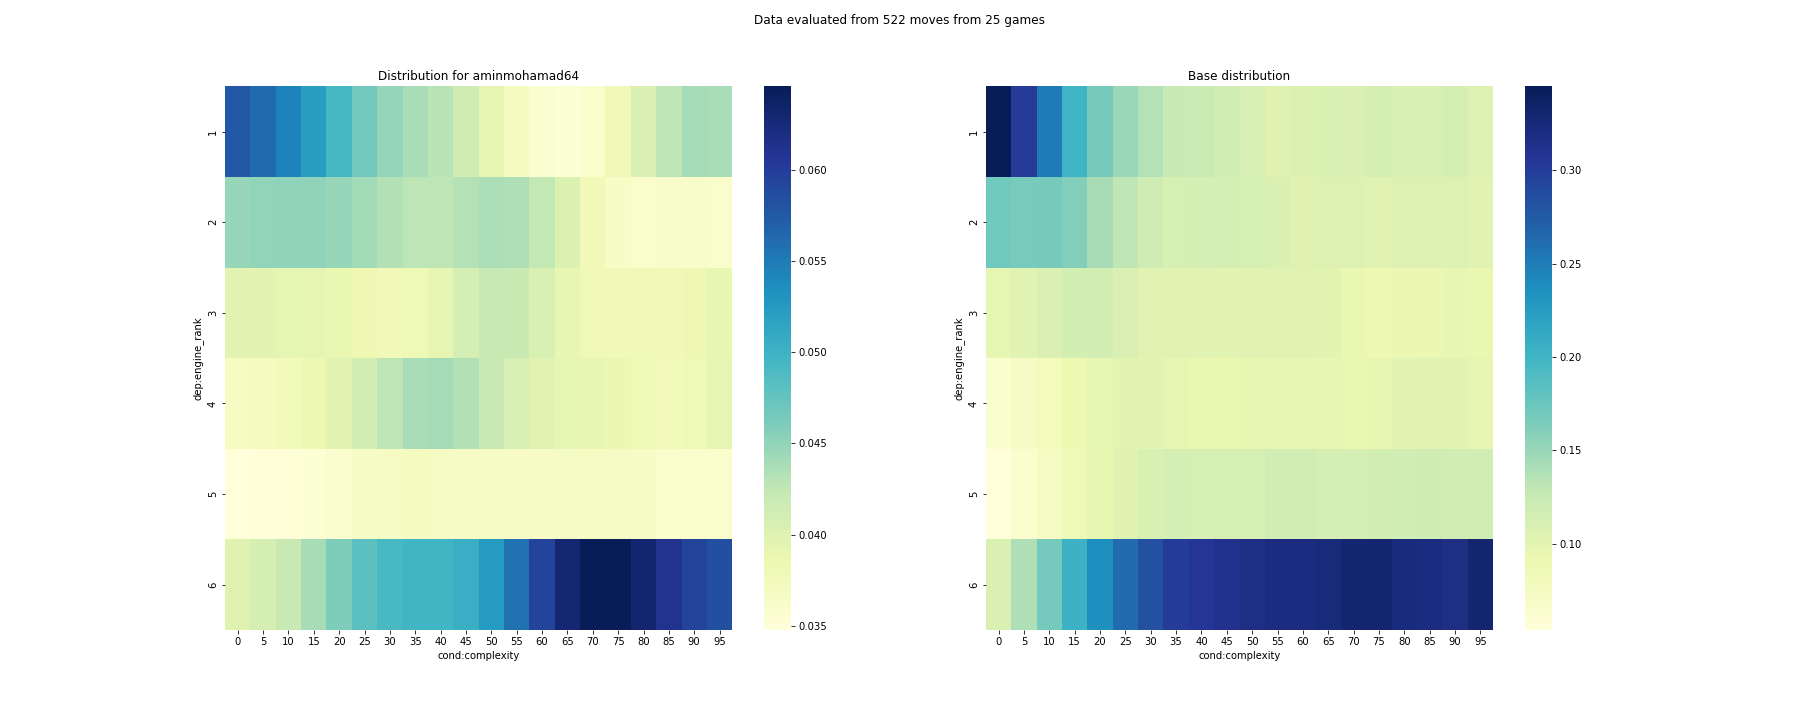 Data evaluated from 522 moves from 25 games
Distribution for aminmohamad64
dep:engine_rank
1
2
3
4
5
6
0 5 10 15 20 25 30 35 40 45 50 55 60 65 70 75 80 85 90 95
cond:complexity
0.060
0.055
0.050
0.045
0.040
0.035
Base distribution
dep:engine_rank
1
2
3
4
5
6
0 5 10 15 20 25 30 35 40 45 50 55 60 65 70 75 80 85 90 95
cond:complexity
0.30
0.25
0.20
0.15
0.10